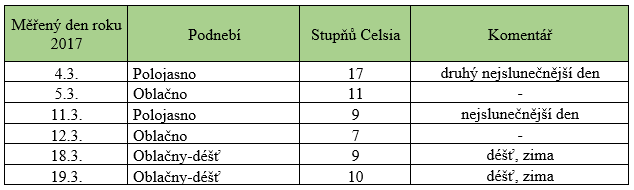 Měřený den roku 2017 Podnebí Stupňů Celsia Komentář
4.3. Polojasno 17 druhý nejslunečnější den
5.3. Oblačno 11 -
11.3. Polojasno 9 nejslunečnější den
12.3. Oblačno 7 -
18.3. Oblačny-déšť 9 déšť, zima
19.3. Oblačny-déšť 10 déšť, zima